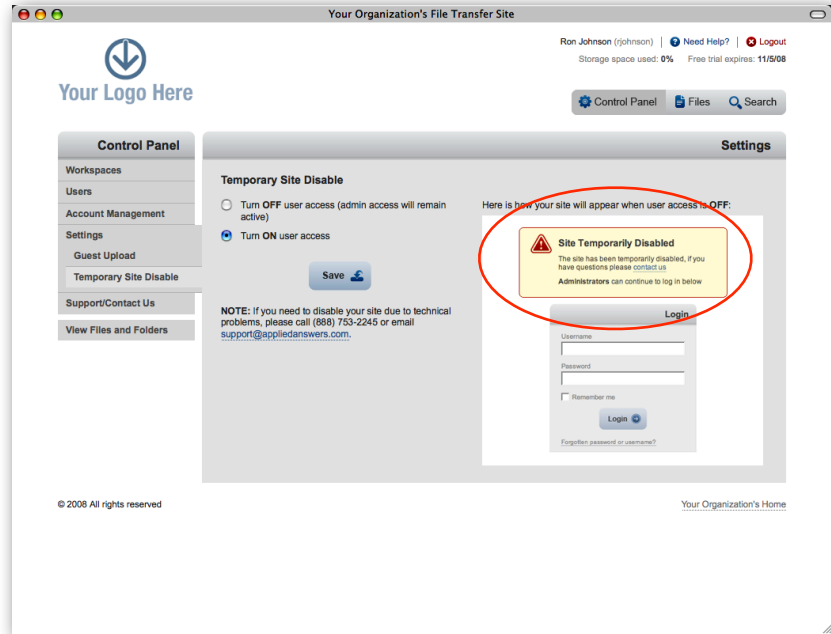 Your Organization's File Transfer Site
Ron Johnson (rjohnson) | Need Help? | Logout
Storage space used: 0% Free trial expires: 11/5/08
Your Logo Here
Control Panel Files Search
Control Panel
Workspaces
Users
Account Management
Settings
Guest Upload
Temporary Site Disable
Support/Contact Us
View Files and Folders
Settings
Temporary Site Disable
Turn OFF user access (admin access will remain
active)
Turn ON user access
Save
NOTE: If you need to disable your site due to technical
problems, please call (888) 753-2245 or email
support@appliedanswers.com.
Here is how your site will appear when user access is OFF:
Site Temporarily Disabled
The site has been temporarily disabled, if you
have questions please contact us
Administrators can continue to log in below
Login
Username
Password
Remember me
Login
Forgotten password or username?
© 2008 All rights reserved
Your Organization's Home